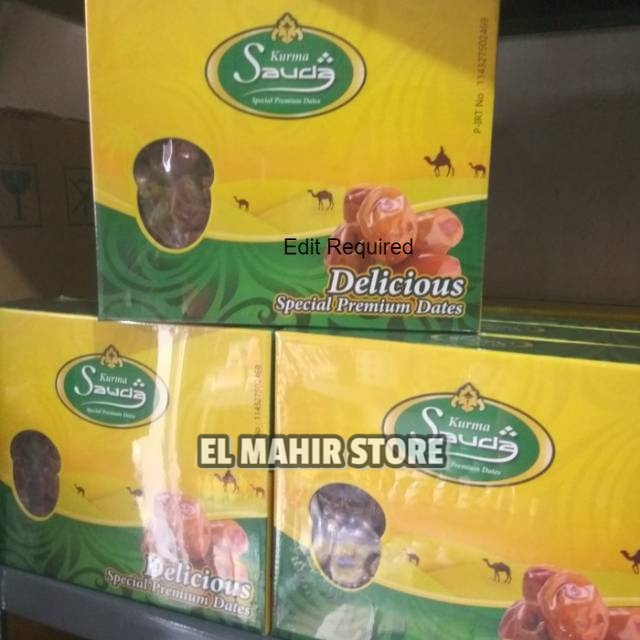 Kurma
Sauda
Special Premium Dates
P-IRT No : 114327502469
Edit Required
Delicious
Special Premium Dates
Kurma
Sauda
Special Premium Dates
Kurma
Sauda
Premium Dates
EL MAHIR STORE
Delicious
Special Premium Dates